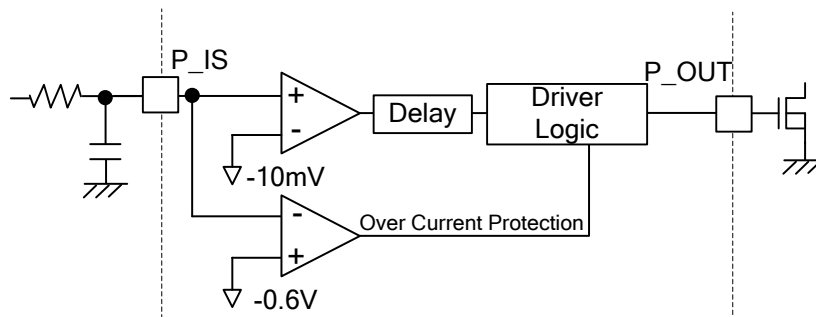 P_IS
P_OUT
+
-
Delay
Driver
Logic
-10mV
-
+
Over Current Protection
-0.6V